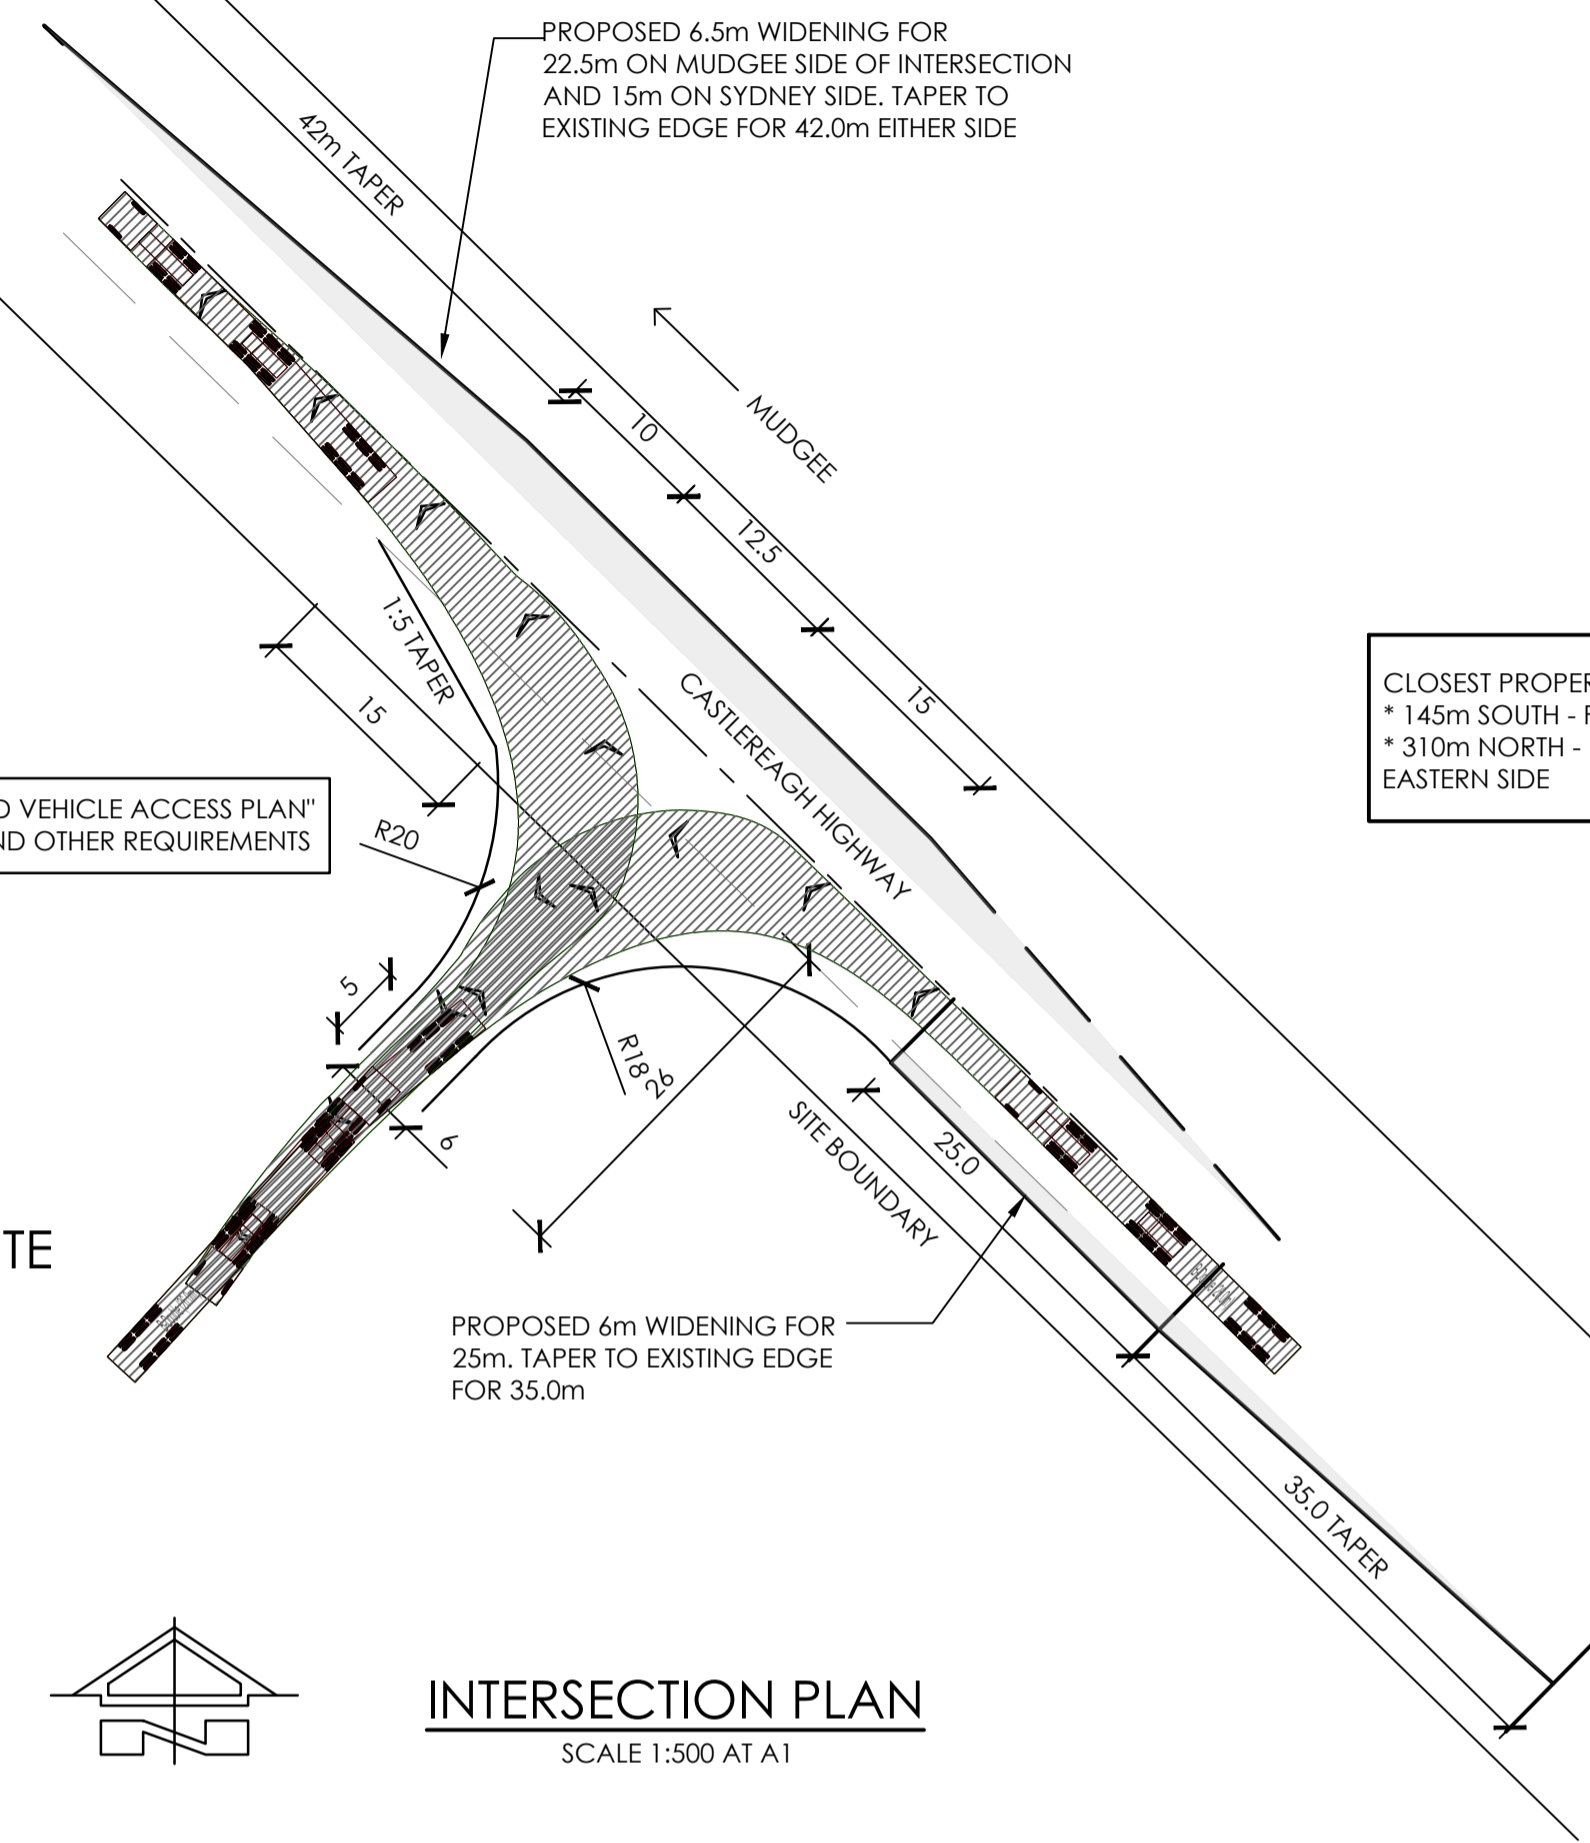 PROPOSED 6.5m WIDENING FOR
22.5m ON MUDGEE SIDE OF INTERSECTION
AND 15m ON SYDNEY SIDE. TAPER TO
EXISTING EDGE FOR 42.0m EITHER SIDE
42m TAPER
10
MUDGEE
12.5
15
1:5 TAPER
15
CASTLEREAGH HIGHWAY
CLOSEST PROPER
* 145m SOUTH -
* 310m NORTH -
EASTERN SIDE
VEHICLE ACCESS PLAN"
OTHER REQUIREMENTS
R20
5
R18
26
6
SITE BOUNDARY
25.0
TE
PROPOSED 6m WIDENING FOR
25m. TAPER TO EXISTING EDGE
FOR 35.0m
35.0 TAPER
N
INTERSECTION PLAN
SCALE 1:500 AT A1